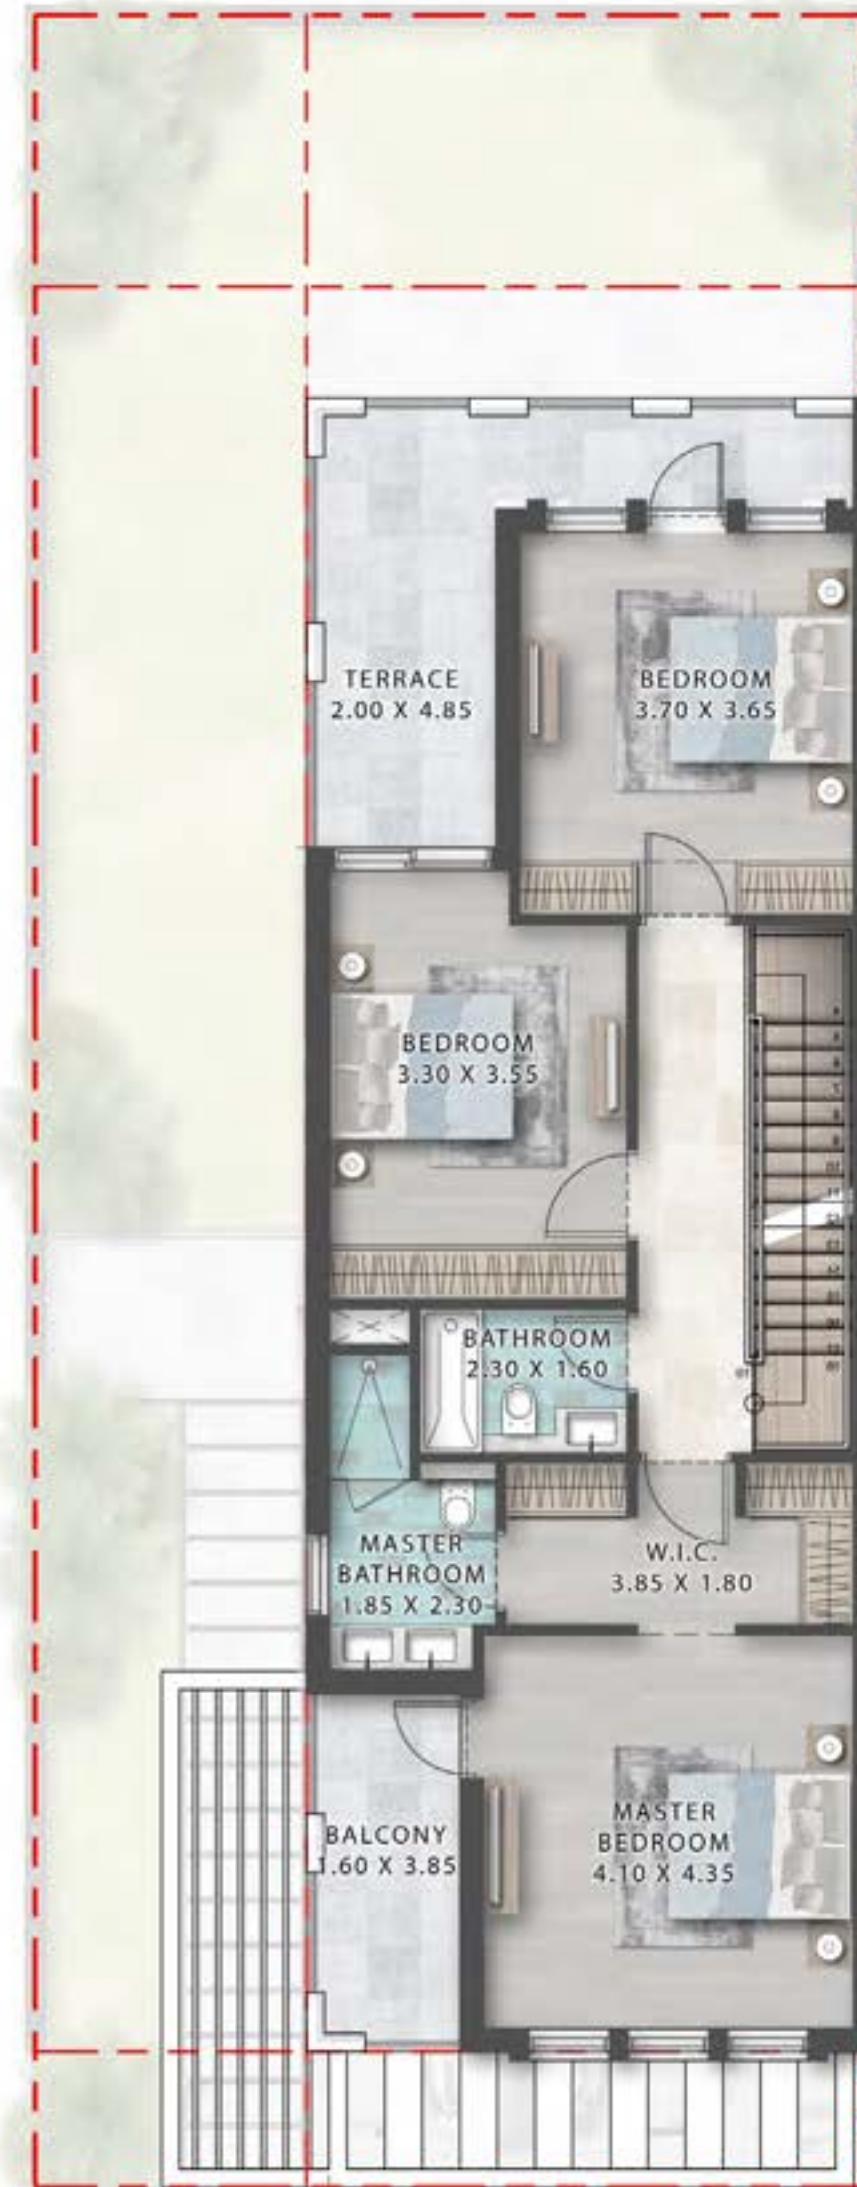 TERRACE
2.00 X 4.85
BEDROOM
3.70 X 3.65
BEDROOM
3.30 X 3.55
BATHROOM
2.30 X 1.60
MASTER
BATHROOM
1.85 X 2.30
W.I.C.
3.85 X 1.80
BALCONY
1.60 X 3.85
MASTER
BEDROOM
4.10 X 4.35